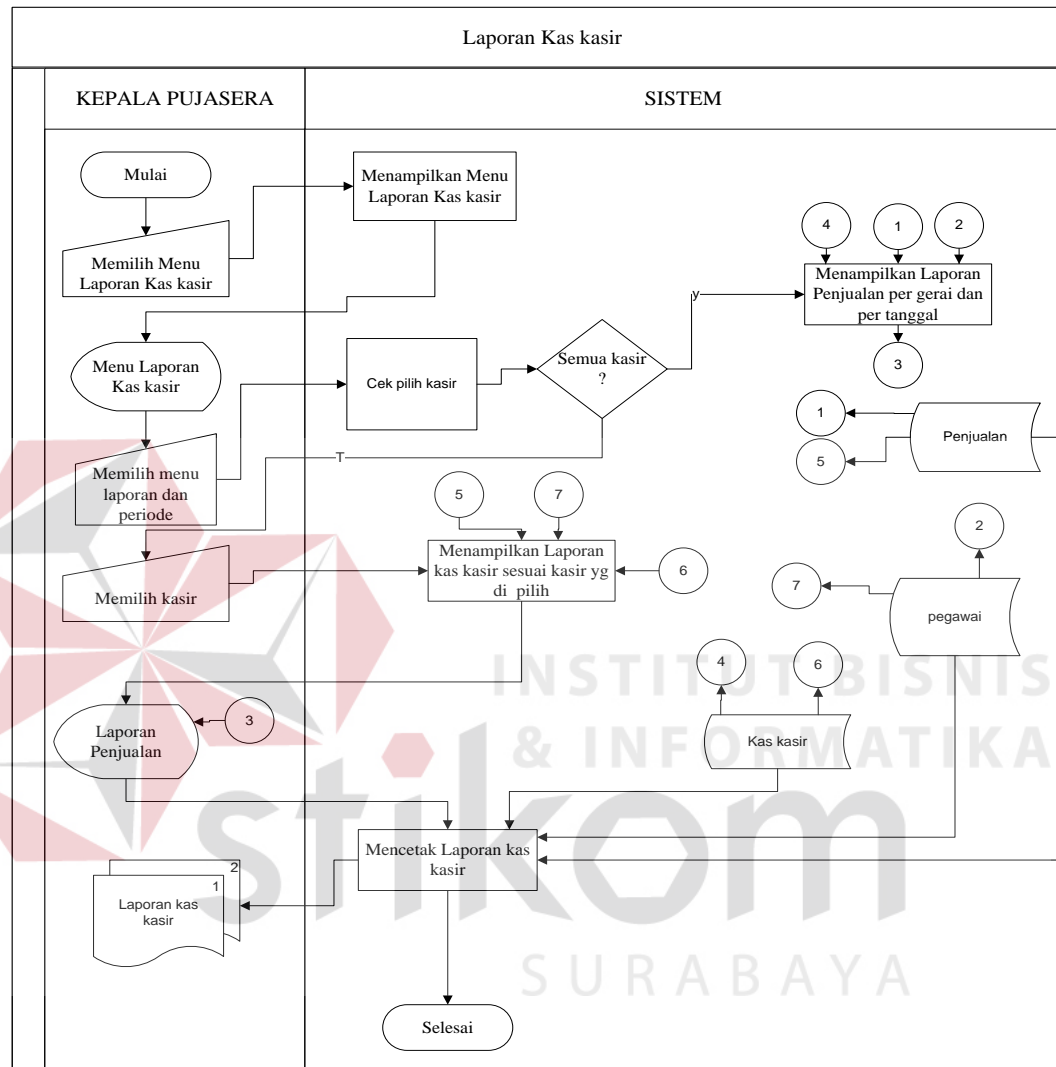 Laporan Kas kasir
KEPALA PUJASERA
SISTEM
Mulai
Menampilkan Menu
Laporan Kas kasir
Memilih Menu
Laporan Kas kasir
4
1
2
Menampilkan Laporan
Penjualan per gerai dan
per tanggal
y
3
Menu Laporan
Kas kasir
Cek pilih kasir
Semua kasir
?
1
5
Penjualan
T
Memilih menu
laporan dan
periode
5
7
2
Menampilkan Laporan
kas kasir sesuai kasir yg
di pilih
6
7
pegawai
Memilih kasir
4
6
Laporan
Penjualan
3
Kas kasir
Mencetak Laporan kas
kasir
2
1
Laporan kas
kasir
Selesai
INSTITUT BISNIS
& INFORMATIKA
stikom
SURABAYA